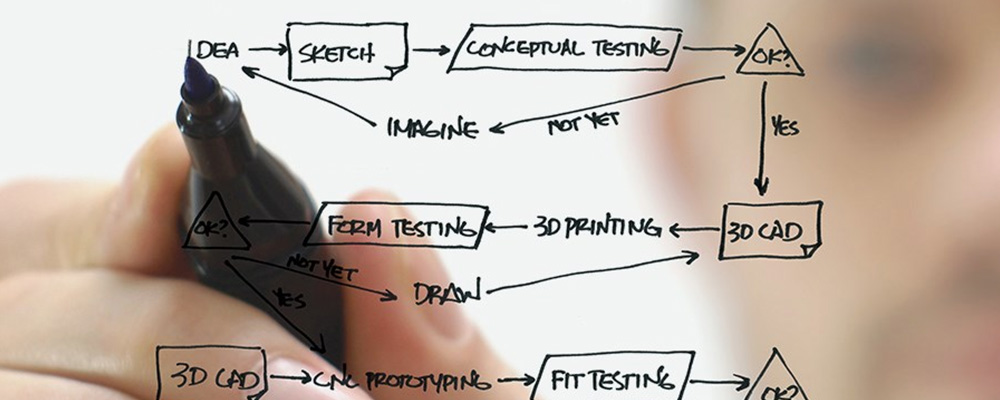 IDEA SKETCH CONCEPTUAL TESTING OK?
IMAGINE NOT YET
YES
OK? FORM TESTING 3D PRINTING 3D CAD
NOT YET
DRAW
YES
3D CAD CNC PROTOTYPING FIT TESTING OK?